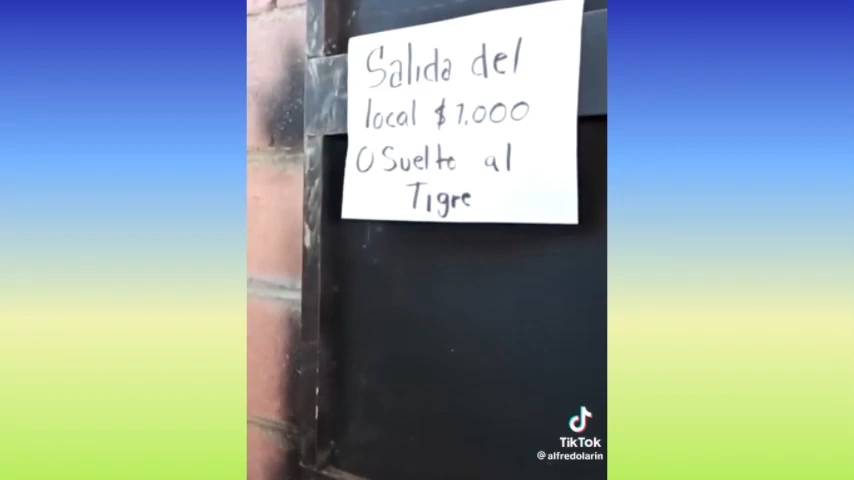 Salida del
local $1.000
O Suelto al
Tigre
TikTok
@alfredolarin